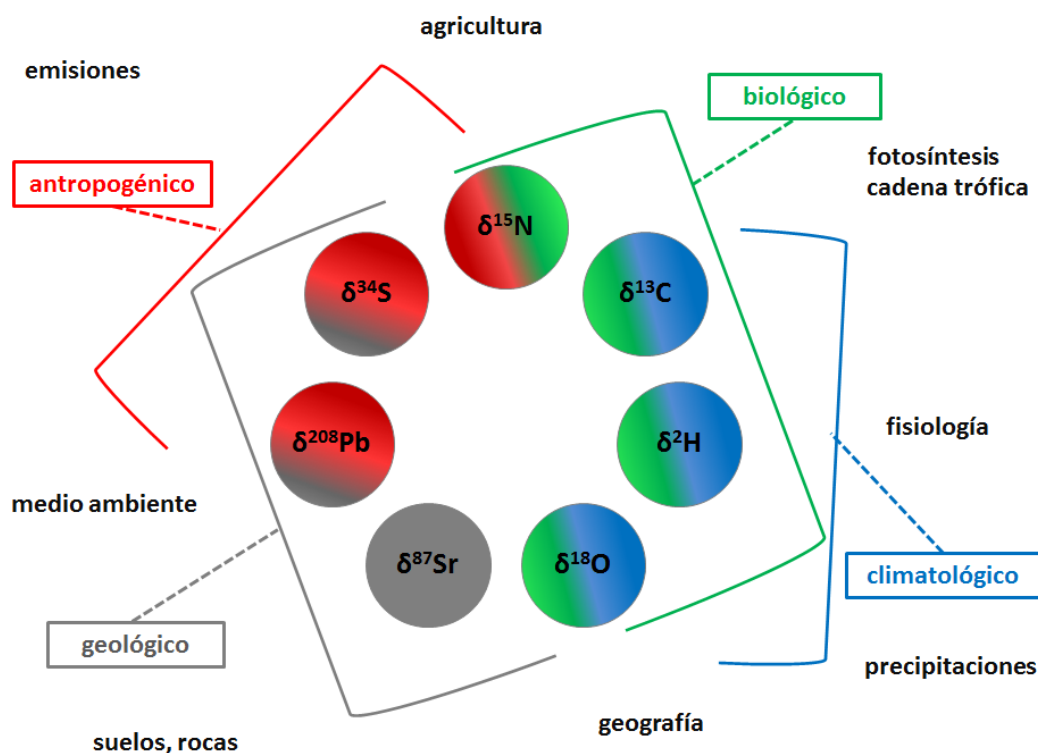 agricultura
emisiones
biológico
fotosíntesis
cadena trófica
antropogénico
δ¹⁵N
δ³⁴S
δ¹³C
fisiología
δ²⁰⁸Pb
δ²H
medio ambiente
δ⁸⁷Sr
δ¹⁸O
climatológico
geológico
precipitaciones
geografía
suelos, rocas